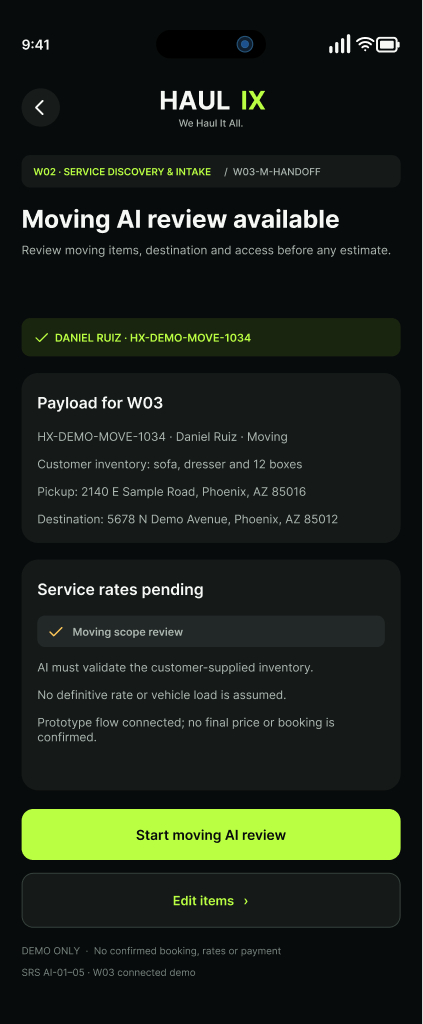 9:41
HAUL IX
We Haul It All.
W02 · SERVICE DISCOVERY & INTAKE / W03-M-HANDOFF
Moving AI review available
Review moving items, destination and access before any estimate.
DANIEL RUIZ · HX-DEMO-MOVE-1034
Payload for W03
HX-DEMO-MOVE-1034 · Daniel Ruiz · Moving
Customer inventory: sofa, dresser and 12 boxes
Pickup: 2140 E Sample Road, Phoenix, AZ 85016
Destination: 5678 N Demo Avenue, Phoenix, AZ 85012
Service rates pending
Moving scope review
AI must validate the customer-supplied inventory.
No definitive rate or vehicle load is assumed.
Prototype flow connected; no final price or booking is
confirmed.
Start moving AI review
Edit items ›
DEMO ONLY · No confirmed booking, rates or payment
SRS AI-01–05 · W03 connected demo